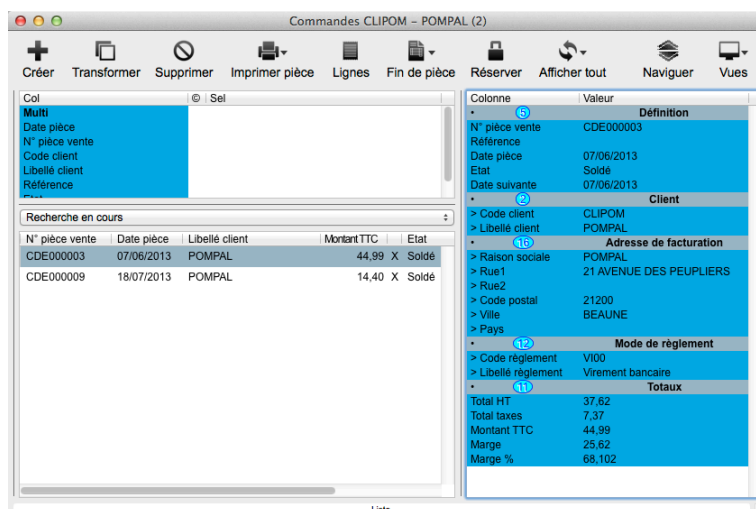 Commandes CLIPOM – POMPAL (2)
Créer Transformer Supprimer Imprimer pièce Lignes Fin de pièce Réserver Afficher tout Naviguer Vues
Col © Sel
Multi
Date pièce
N° pièce vente
Code client
Libellé client
Référence
Recherche en cours
N° pièce vente Date pièce Libellé client Montant TTC Etat
CDE000003 07/06/2013 POMPAL 44,99 X Soldé
CDE000009 18/07/2013 POMPAL 14,40 X Soldé
Colonne Valeur
• 5 Définition
N° pièce vente CDE000003
Référence
Date pièce 07/06/2013
Etat Soldé
Date suivante 07/06/2013
• 2 Client
> Code client CLIPOM
> Libellé client POMPAL
• 16 Adresse de facturation
> Raison sociale POMPAL
> Rue1 21 AVENUE DES PEUPLIERS
> Rue2
> Code postal 21200
> Ville BEAUNE
> Pays
• 12 Mode de règlement
> Code règlement VI00
> Libellé règlement Virement bancaire
• 11 Totaux
Total HT 37,62
Total taxes 7,37
Montant TTC 44,99
Marge 25,62
Marge % 68,102